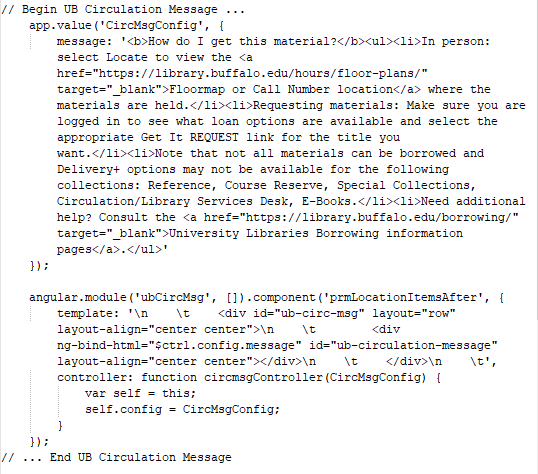 // Begin UB Circulation Message ...
app.value('CircMsgConfig', {
message: '<b>How do I get this material?</b><ul><li>In person:
select Locate to view the <a
href="https://library.buffalo.edu/hours/floor-plans/"
target="_blank">Floormap or Call Number location</a> where the
materials are held.</li><li>Requesting materials: Make sure you are
logged in to see what loan options are available and select the
appropriate Get It REQUEST link for the title you
want.</li><li>Note that not all materials can be borrowed and
Delivery+ options may not be available for the following
collections: Reference, Course Reserve, Special Collections,
Circulation/Library Services Desk, E-Books.</li><li>Need additional
help? Consult the <a href="https://library.buffalo.edu/borrowing/"
target="_blank">University Libraries Borrowing information
pages</a>.</ul>'
});
angular.module('ubCircMsg', []).component('prmLocationItemsAfter', {
template: '\n    \t    <div id="ub-circ-msg" layout="row"
layout-align="center center">\n    \t        <div
ng-bind-html="$ctrl.config.message" id="ub-circulation-message"
layout-align="center center"></div>\n    \t    </div>\n    \t',
controller: function circmsgController(CircMsgConfig) {
var self = this;
self.config = CircMsgConfig;
}
});
// ... End UB Circulation Message